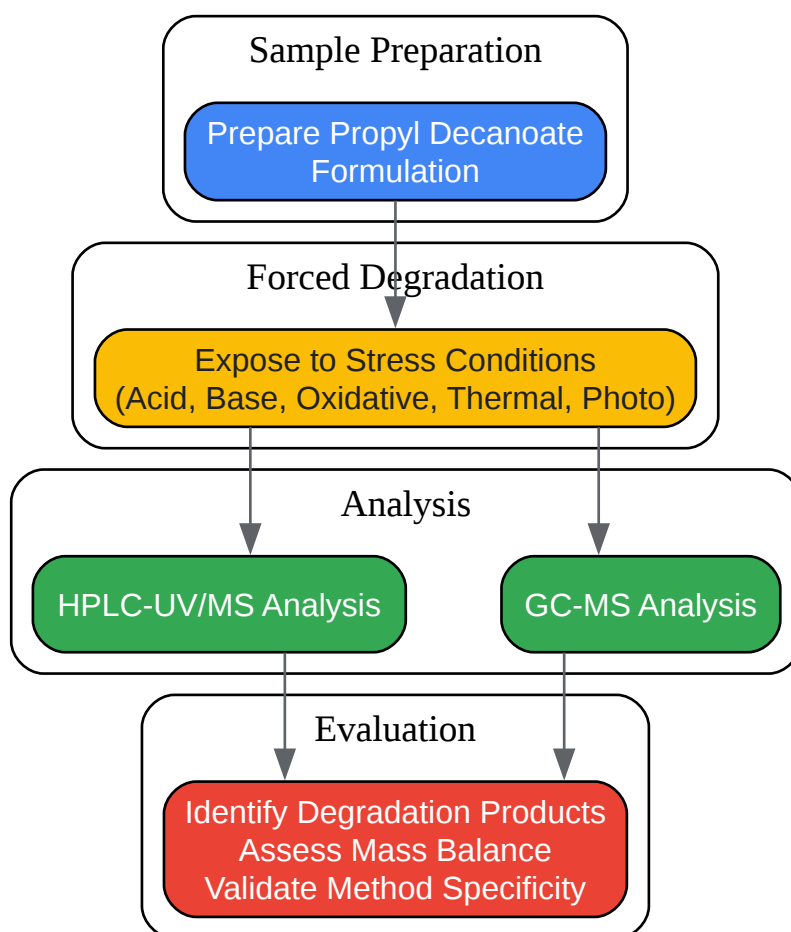 Sample Preparation
Prepare Propyl Decanoate
Formulation
Forced Degradation
Expose to Stress Conditions
(Acid, Base, Oxidative, Thermal, Photo)
Analysis
HPLC-UV/MS Analysis
GC-MS Analysis
Evaluation
Identify Degradation Products
Assess Mass Balance
Validate Method Specificity